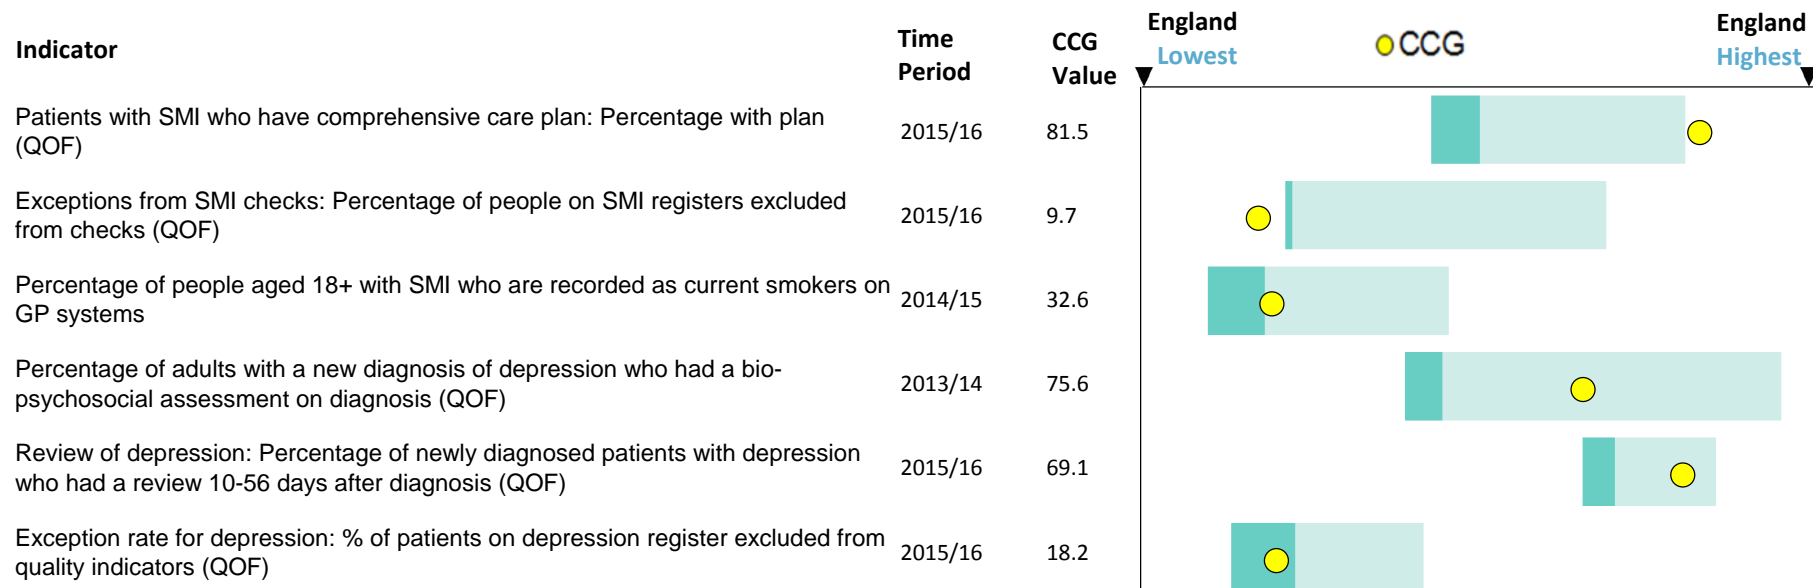 Indicator
Time
Period
CCG
Value
England
Lowest
CCG
England
Highest
Patients with SMI who have comprehensive care plan: Percentage with plan
(QOF)
2015/16
81.5
Exceptions from SMI checks: Percentage of people on SMI registers excluded
from checks (QOF)
2015/16
9.7
Percentage of people aged 18+ with SMI who are recorded as current smokers on
GP systems
2014/15
32.6
Percentage of adults with a new diagnosis of depression who had a bio-
psychosocial assessment on diagnosis (QOF)
2013/14
75.6
Review of depression: Percentage of newly diagnosed patients with depression
who had a review 10-56 days after diagnosis (QOF)
2015/16
69.1
Exception rate for depression: % of patients on depression register excluded from
quality indicators (QOF)
2015/16
18.2